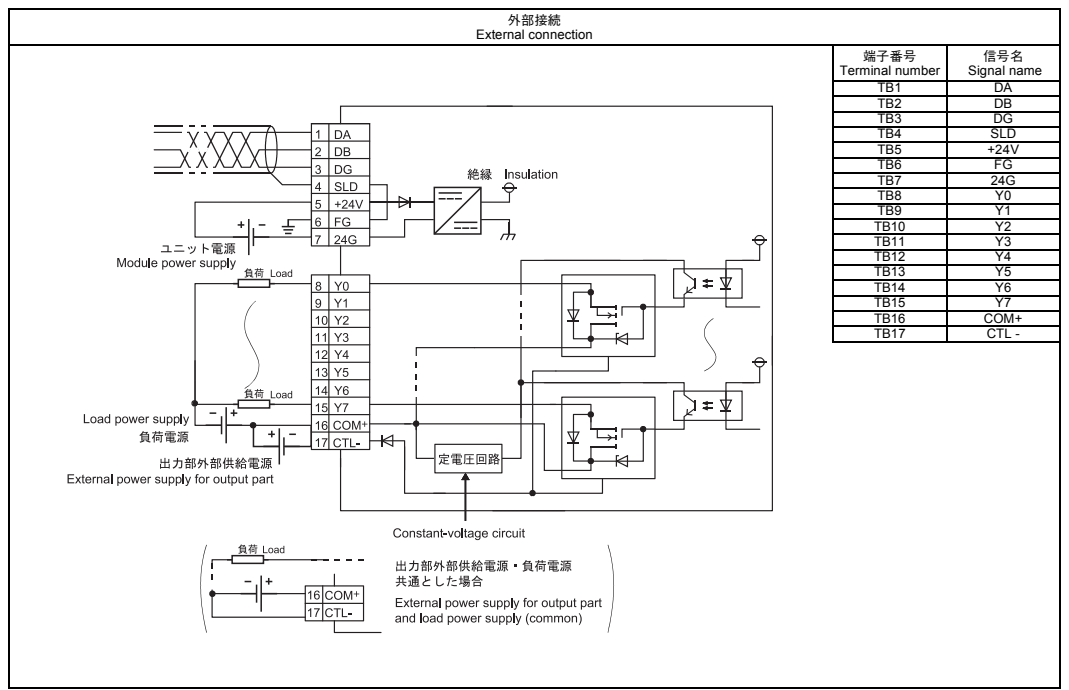 外部接続
External connection
端子番号 信号名
Terminal number Signal name
TB1 DA
TB2 DB
TB3 DG
TB4 SLD
TB5 +24V
TB6 FG
TB7 24G
TB8 Y0
TB9 Y1
TB10 Y2
TB11 Y3
TB12 Y4
TB13 Y5
TB14 Y6
TB15 Y7
TB16 COM+
TB17 CTL -
1 DA
2 DB
3 DG
4 SLD
5 +24V
6 FG
7 24G
絶縁 Insulation
+ -
ユニット電源
Module power supply
負荷 Load
8 Y0
9 Y1
10 Y2
11 Y3
12 Y4
13 Y5
14 Y6
15 Y7
16 COM+
17 CTL-
負荷 Load
- +
Load power supply
負荷電源
+ -
出力部外部供給電源
External power supply for output part
定電圧回路
Constant-voltage circuit
負荷 Load
- +
16 COM+
17 CTL-
出力部外部供給電源・負荷電源
共通とした場合
External power supply for output part
and load power supply (common)